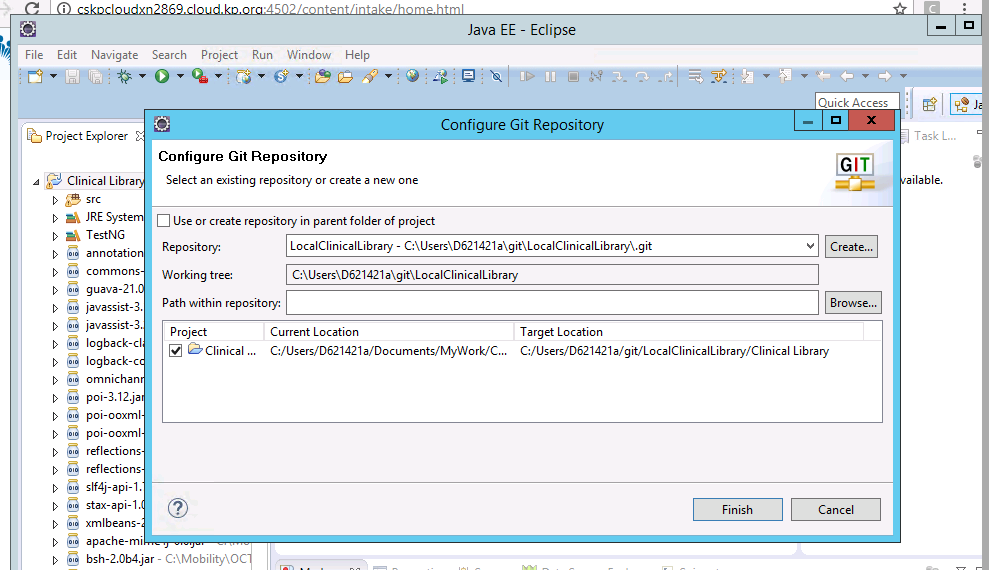 cskpcloudxn2869.cloud.kp.org:4502/content/intake/home.html
Java EE - Eclipse
File Edit Navigate Search Project Run Window Help
Quick Access
Ja
Project Explorer
Task L...
Configure Git Repository
Configure Git Repository
Select an existing repository or create a new one
GIT
vailable.
Clinical Library
src
JRE System
TestNG
annotation
commons-
guava-21.0
javassist-3.
javassist-3.
logback-cla
logback-co
omnichann
poi-3.12.jar
poi-ooxml-
poi-ooxml-
reflections-
reflections-
slf4j-api-1.
stax-api-1.0
xmlbeans-2
bsh-2.0b4.jar - C:\Mobility\OCT
Use or create repository in parent folder of project
Repository: LocalClinicalLibrary - C:\Users\D621421a\git\LocalClinicalLibrary\.git Create...
Working tree: C:\Users\D621421a\git\LocalClinicalLibrary
Path within repository: Browse...
Project Current Location Target Location
Clinical ... C:/Users/D621421a/Documents/MyWork/C... C:/Users/D621421a/git/LocalClinicalLibrary/Clinical Library
? Finish Cancel